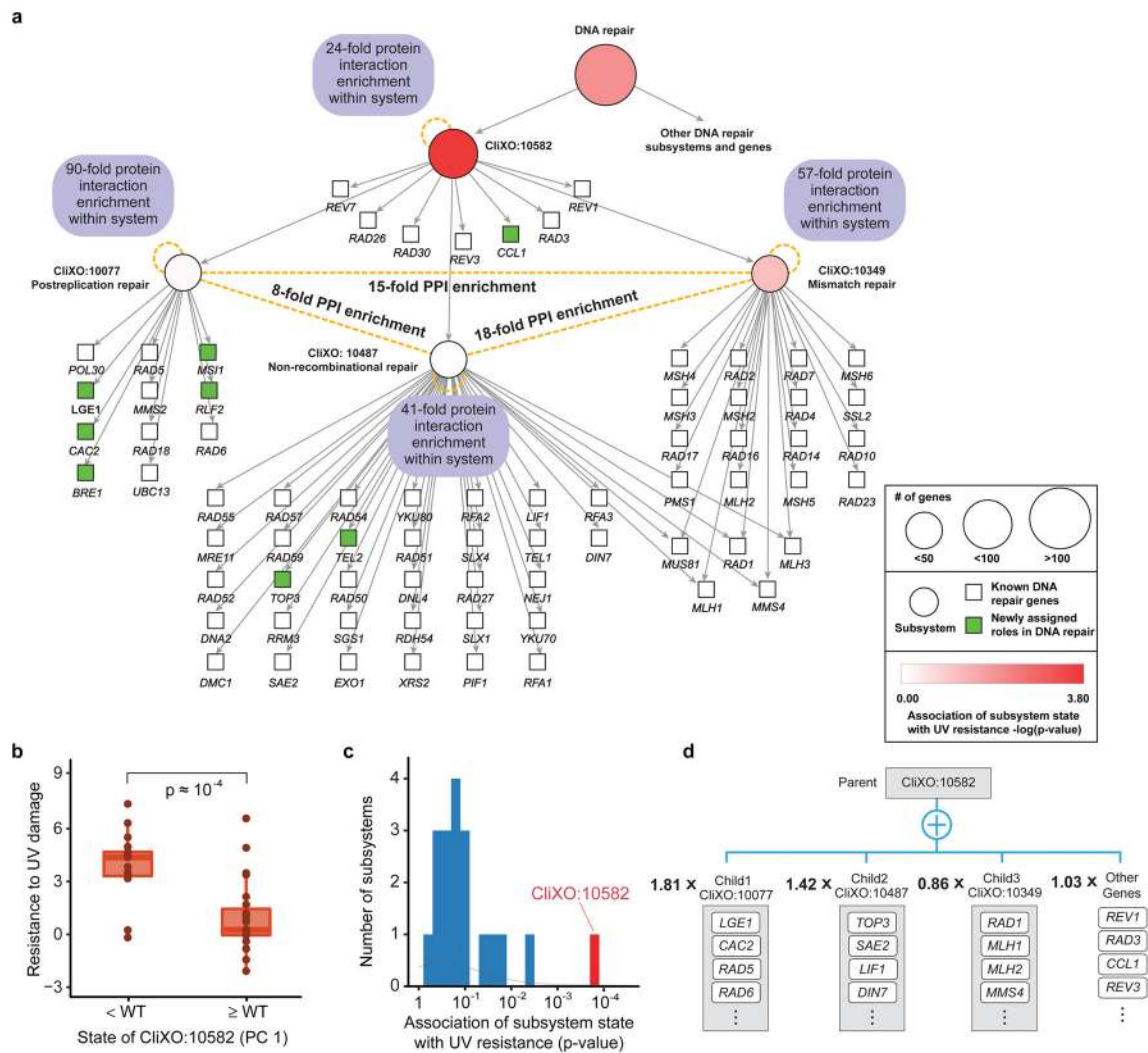 a
DNA repair
24-fold protein
interaction
enrichment
within system
Other DNA repair
subsystems and genes
CliXO:10582
90-fold protein
interaction
enrichment
within system
57-fold protein
interaction
enrichment
within system
REV7
REV1
RAD26
RAD30
REV3
CCL1
RAD3
CliXO:10077
Postreplication repair
CliXO:10349
Mismatch repair
15-fold PPI enrichment
8-fold PPI enrichment
18-fold PPI enrichment
CliXO: 10487
Non-recombinational repair
41-fold protein
interaction
enrichment
within system
POL30 RAD5 MSI1
LGE1 MMS2 RLF2
CAC2 RAD18 RAD6
BRE1 UBC13
MSH4 RAD2 RAD7 MSH6
MSH3 MSH2 RAD4 SSL2
RAD17 RAD16 RAD14 RAD10
PMS1 MLH2 MSH5 RAD23
RAD55 RAD57 RAD54 YKU80 RFA2 LIF1 RFA3
MRE11 RAD59 TEL2 RAD51 SLX4 TEL1 DIN7
RAD52 TOP3 RAD50 DNL4 RAD27 NEJ1
DNA2 RRM3 SGS1 RDH54 SLX1 YKU70
DMC1 SAE2 EXO1 XRS2 PIF1 RFA1
MUS81 RAD1 MLH3
MLH1 MMS4
# of genes
<50 <100 >100
Subsystem
Known DNA
repair genes
Newly assigned
roles in DNA repair
0.00 3.80
Association of subsystem state
with UV resistance -log(p-value)
b
p ≈ 10⁻⁴
9
6
3
0
−3
Resistance to UV damage
< WT ≥ WT
State of CliXO:10582 (PC 1)
c
4
3
2
1
0
Number of subsystems
CliXO:10582
1 10⁻¹ 10⁻² 10⁻³ 10⁻⁴
Association of subsystem state
with UV resistance (p-value)
d
Parent CliXO:10582
1.81 x Child1
CliXO:10077
LGE1
CAC2
RAD5
RAD6
⋮
1.42 x Child2
CliXO:10487
TOP3
SAE2
LIF1
DIN7
⋮
0.86 x Child3
CliXO:10349
RAD1
MLH1
MLH2
MMS4
⋮
1.03 x Other
Genes
REV1
RAD3
CCL1
REV3
⋮